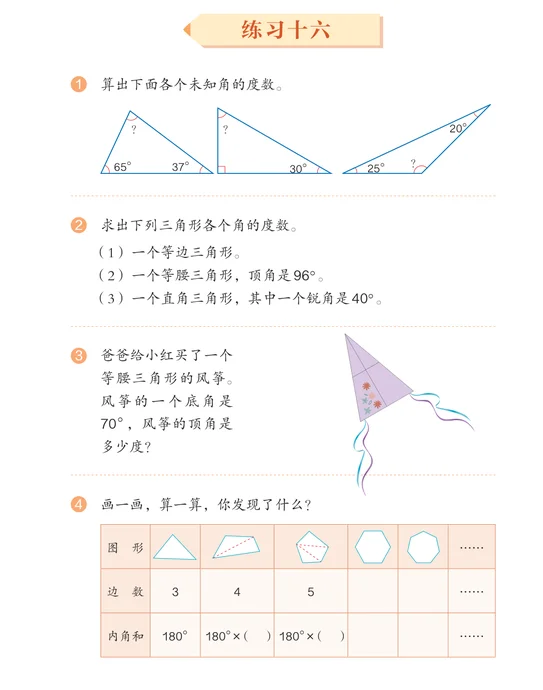 练习十六
1 算出下面各个未知角的度数。
? 65° 37°
? 30°
20° ? 25°
2 求出下列三角形各个角的度数。
（1）一个等边三角形。
（2）一个等腰三角形，顶角是96°。
（3）一个直角三角形，其中一个锐角是40°。
3 爸爸给小红买了一个
等腰三角形的风筝。
风筝的一个底角是
70°，风筝的顶角是
多少度？
4 画一画，算一算，你发现了什么？
图 形 ……
边 数 3 4 5 ……
内角和 180° 180°×（ ） 180°×（ ） ……